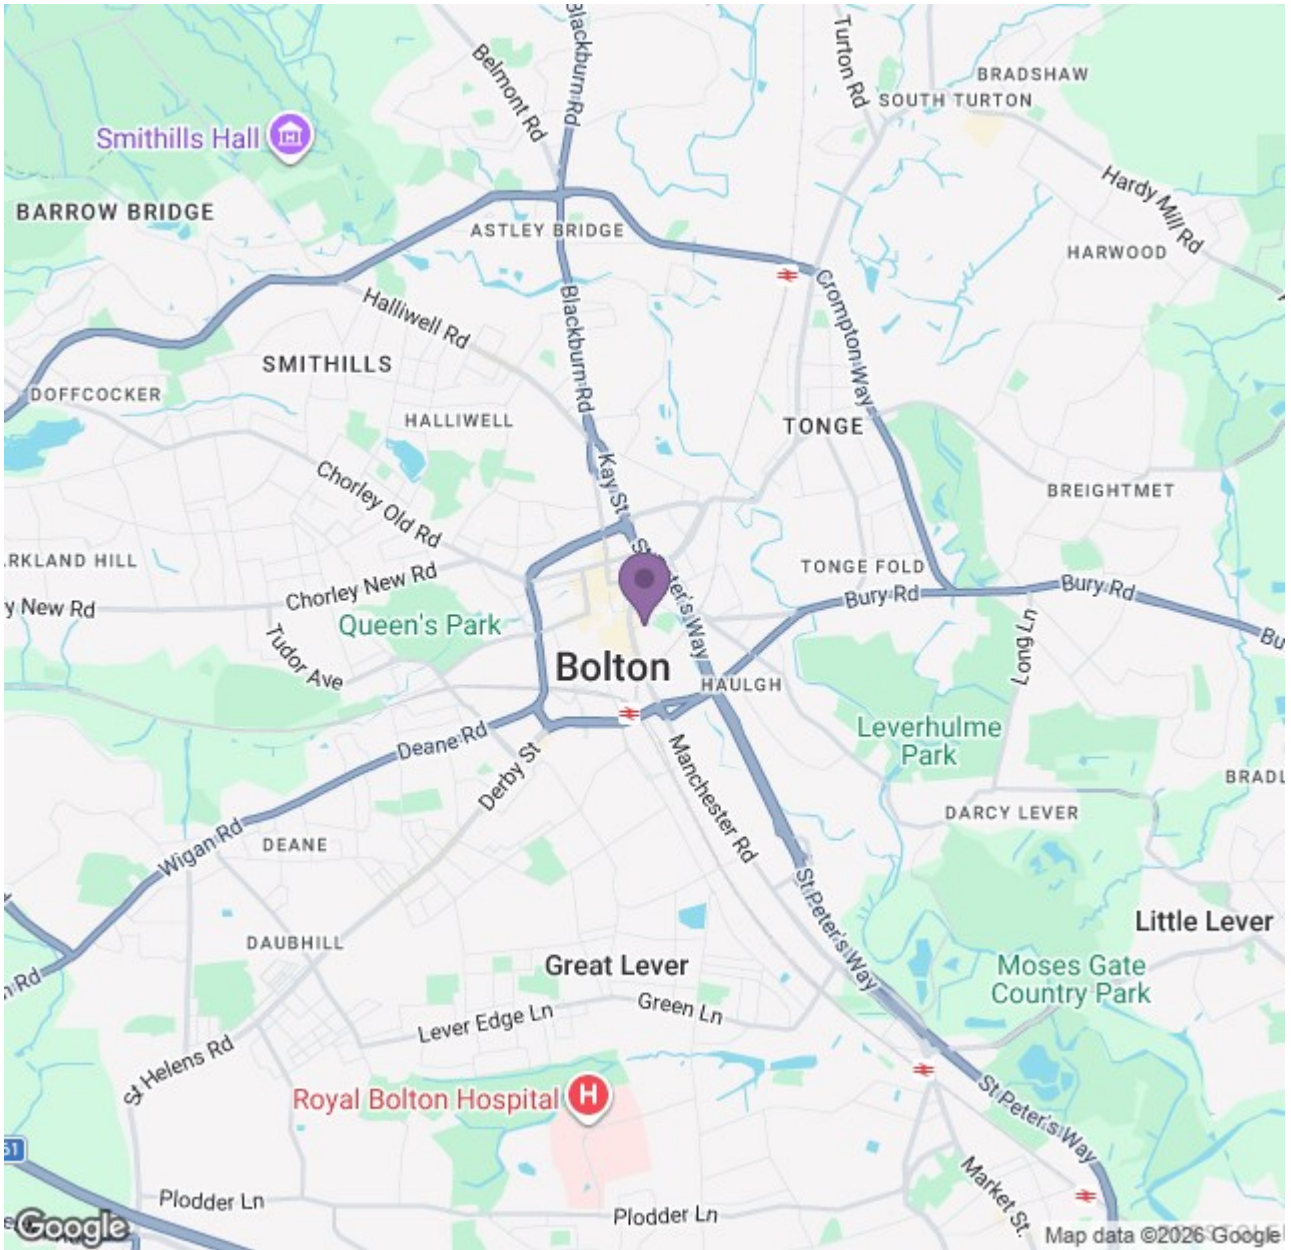 Blackburn Rd
Belmont Rd
Turton Rd
BRADSHAW
SOUTH TURTON
Smithills Hall
Hardy Mill Rd
BARROW BRIDGE
ASTLEY BRIDGE
HARWOOD
Halliwell Rd
Blackburn Rd
Crompton Way
SMITHILLS
DOFFCOCKER
HALLIWELL
TONGE
Kay St
Chorley Old Rd
BREIGHTMET
RKLAND HILL
TONGE FOLD
Chorley New Rd
Bury Rd
Bury Rd
y New Rd
Queen's Park
Tudor Ave
ter's Way
Long Ln
Bolton
HAULGH
Leverhulme
Park
Deane Rd
Derby St
Manchester Rd
BRADL
DARCY LEVER
Wigan Rd
DEANE
St Peter's Way
Little Lever
DAUBHILL
Great Lever
Moses Gate
Country Park
Green Ln
Lever Edge Ln
St Helens Rd
Royal Bolton Hospital
H
St Peter's Way
61
Market St.
Plodder Ln
Plodder Ln
Google
Map data ©2026 Google